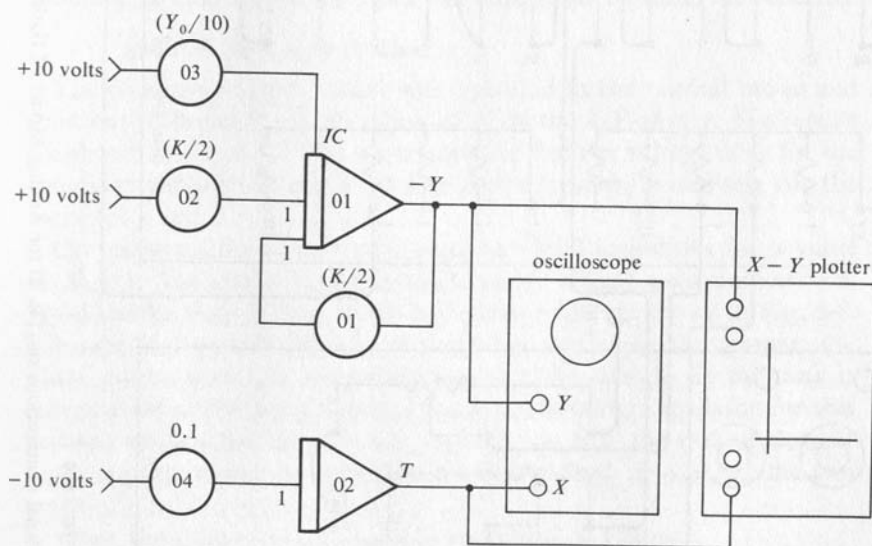 (Y₀/10)
+10 volts
03
IC
(K/2)
+10 volts
02
1
01
-Y
1
(K/2)
01
oscilloscope
X – Y plotter
Y
X
0.1
-10 volts
04
1
02
T